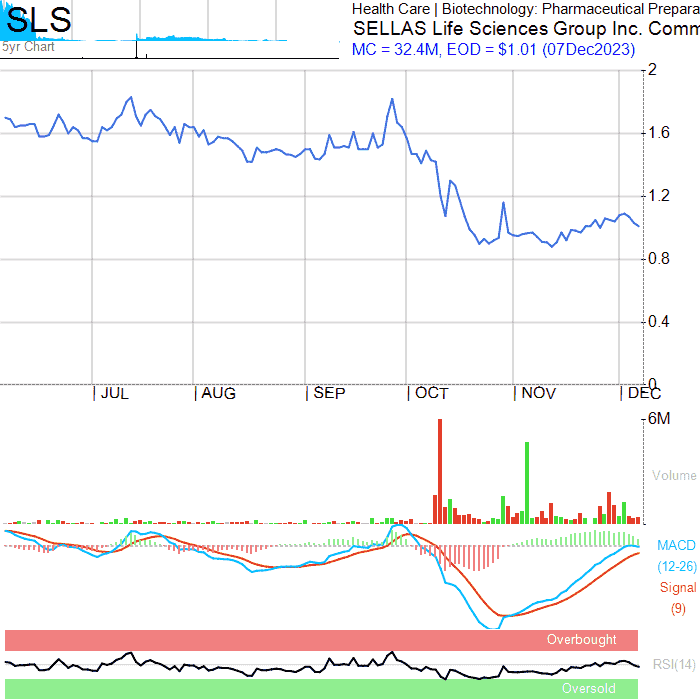 SLS
5yr Chart
Health Care | Biotechnology: Pharmaceutical Prepara
SELLAS Life Sciences Group Inc. Comm
MC = 32.4M, EOD = $1.01 (07Dec2023)
2
1.6
1.2
0.8
0.4
0
JUL AUG SEP OCT NOV DEC
6M
Volume
MACD
(12-26)
Signal
(9)
Overbought
RSI(14)
Oversold